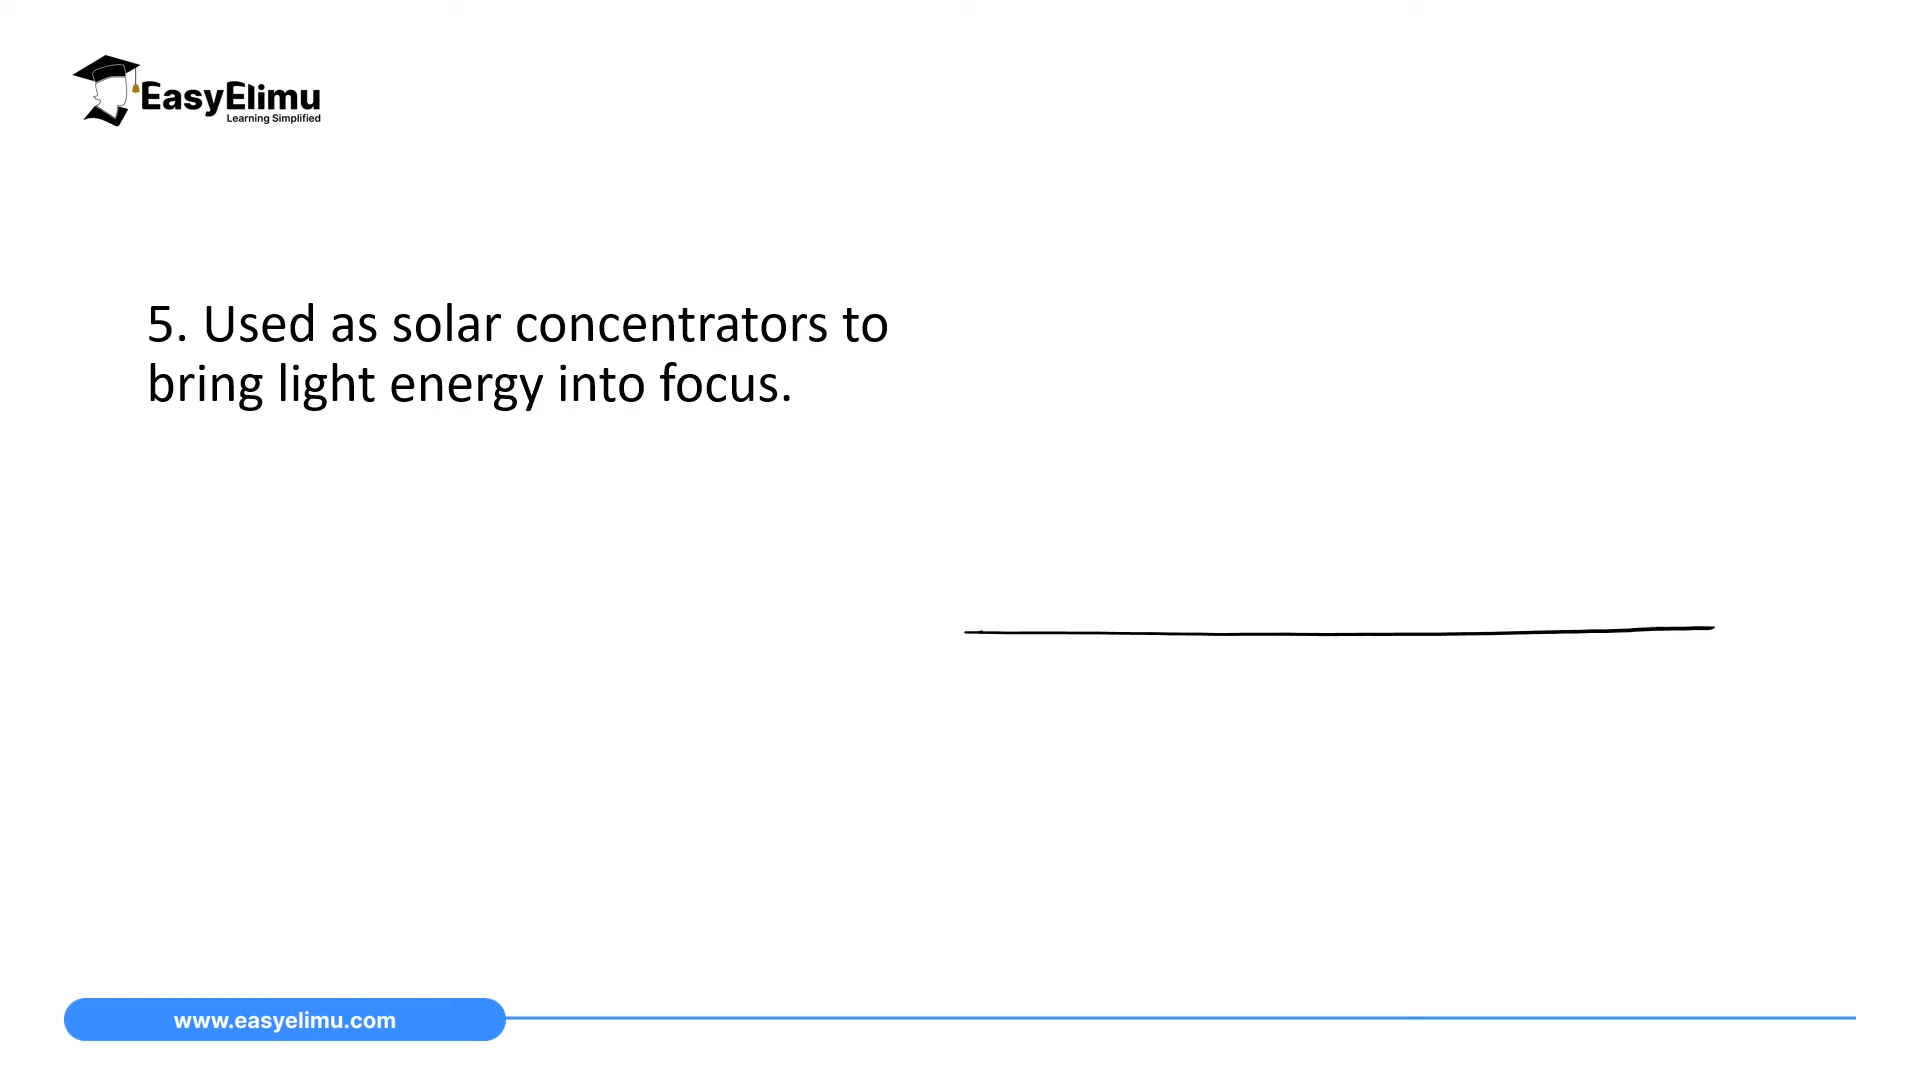 EasyElimu
Learning Simplified
5. Used as solar concentrators to
bring light energy into focus.
www.easyelimu.com